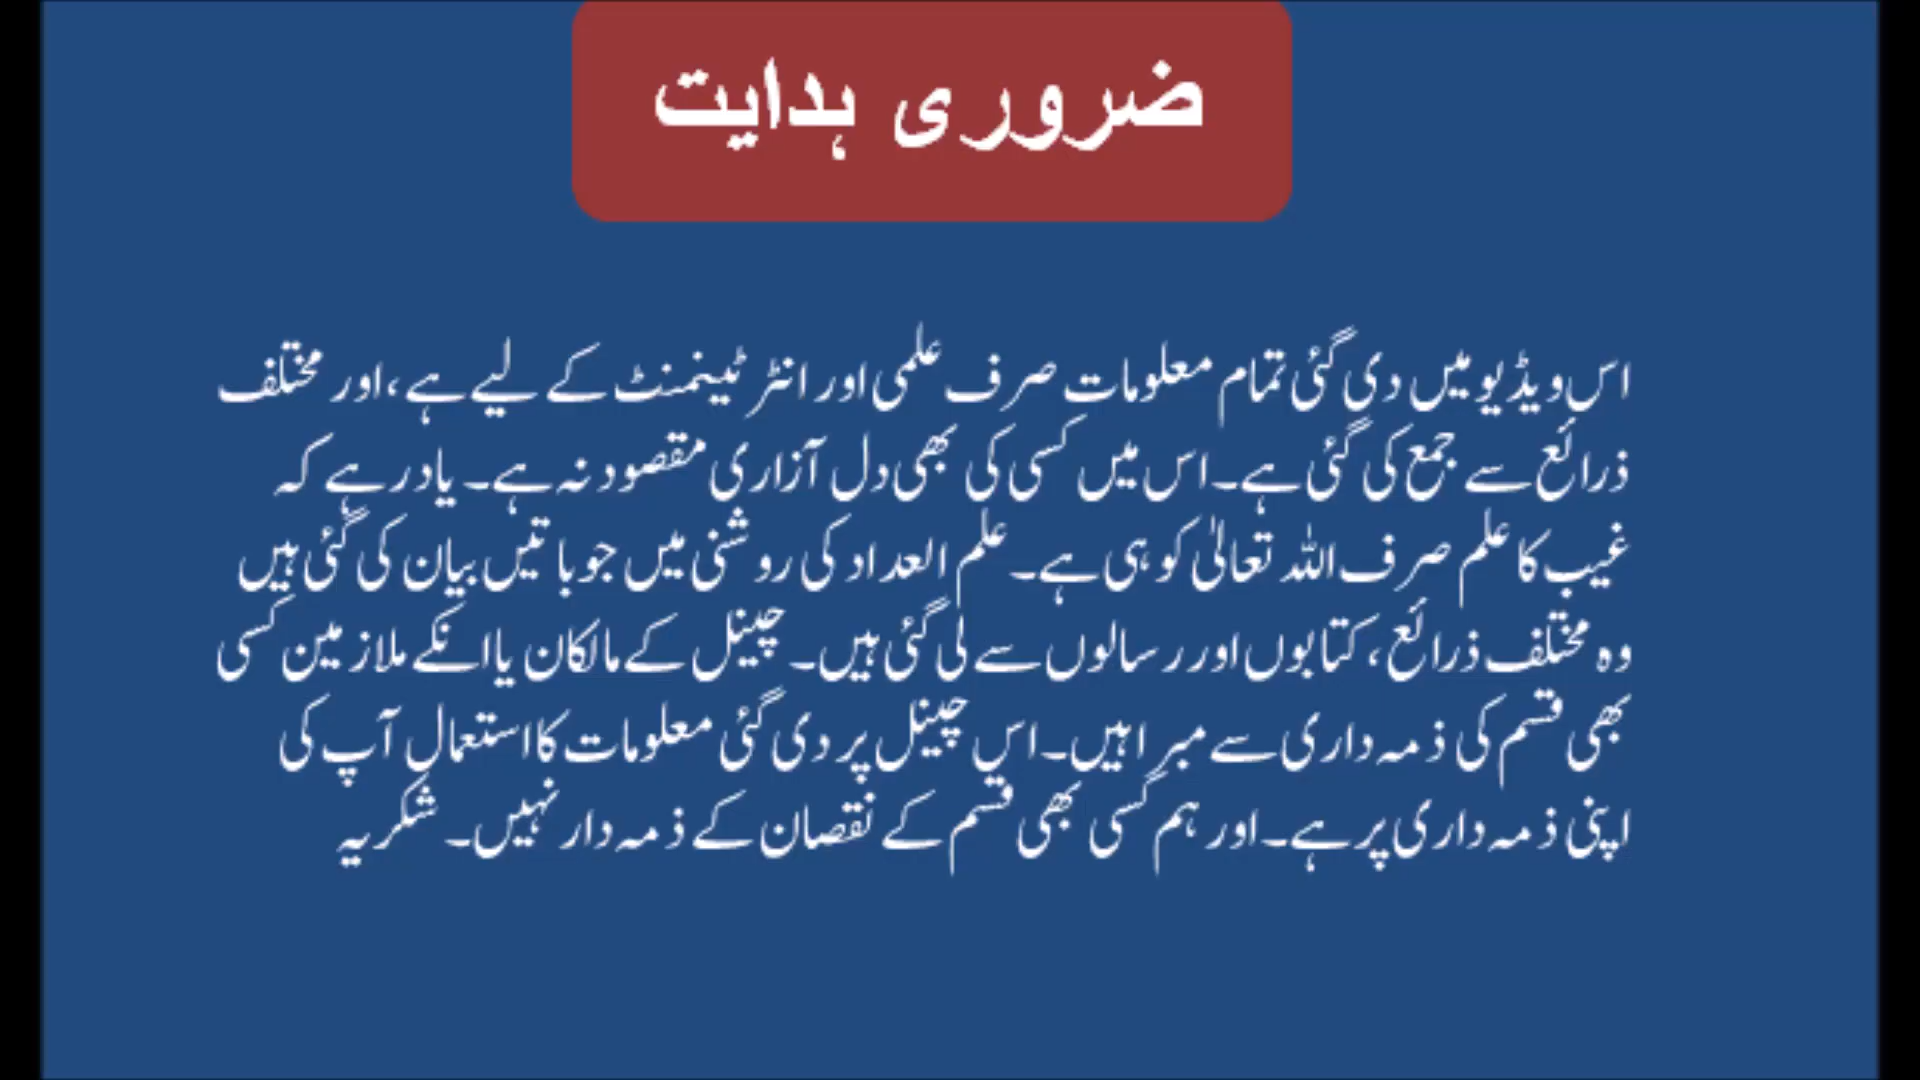 ضروری ہدایت
اس ویڈیو میں دی گئی تمام معلومات صرف علمی اور انٹر ٹینمنٹ کے لیے ہے ،اور مختلف
ذرائع سے جمع کی گئی ہے۔اس میں کسی کی بھی دل آزاری مقصود نہ ہے۔ یاد رہے کہ
غیب کا علم صرف اللہ تعالیٰ کو ہی ہے۔ علم العداد کی روشنی میں جو باتیں بیان کی گئی ہیں
وہ مختلف ذرائع، کتابوں اور رسالوں سے لی گئی ہیں۔ چینل کے مالکان یا انکے ملازمین کسی
بھی قسم کی ذمہ داری سے مبرا ہیں۔اس چینل پر دی گئی معلومات کا استعمال آپ کی
اپنی ذمہ داری پر ہے۔اور ہم کسی بھی قسم کے نقصان کے ذمہ دار نہیں۔ شکریہ